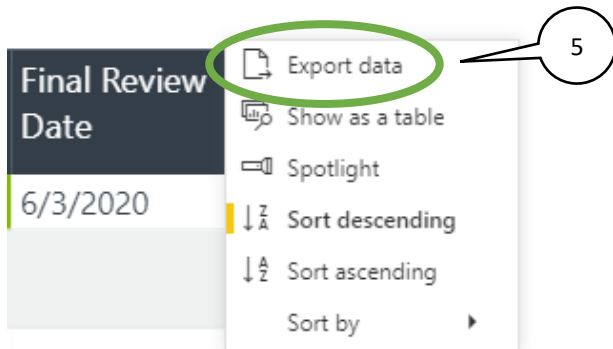 Final Review
Date
6/3/2020
Export data
Show as a table
Spotlight
Sort descending
Sort ascending
Sort by
5